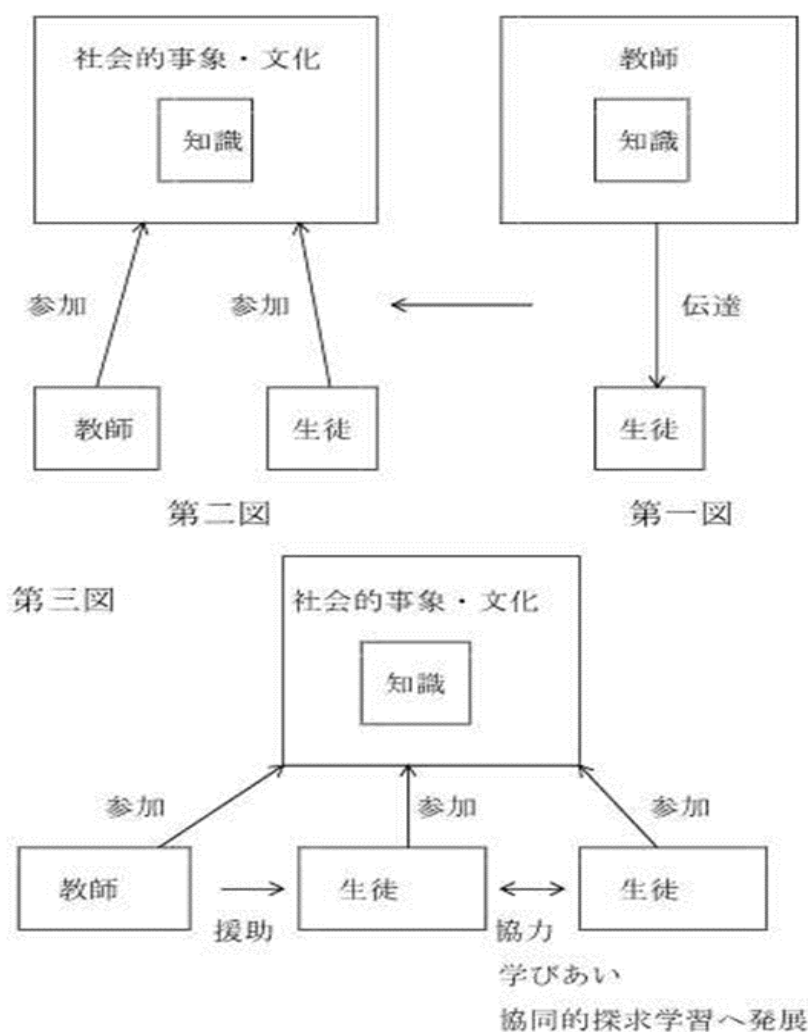 社会的事象・文化
知識
参加
参加
教師
生徒
第二図
教師
知識
伝達
生徒
第一図
第三図
社会的事象・文化
知識
参加
参加
参加
教師
生徒
生徒
援助
協力
学びあい
協同的探求学習へ発展